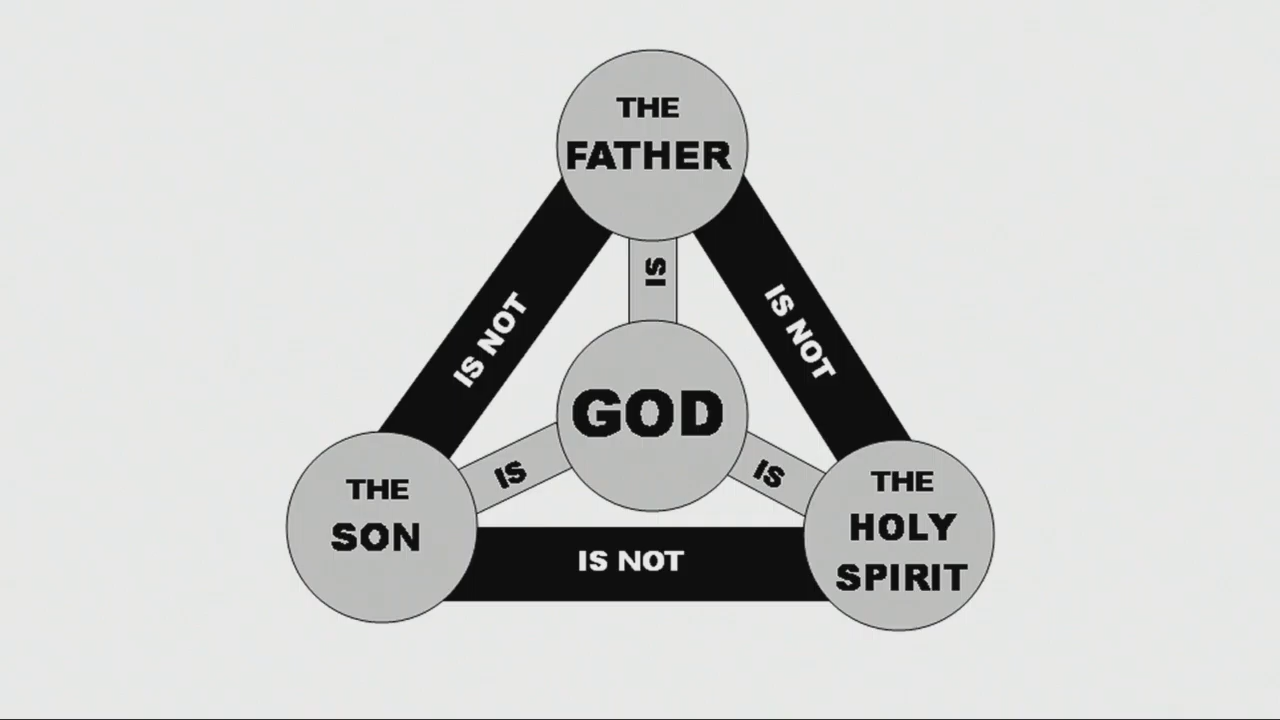 THE
FATHER
IS
IS NOT
IS NOT
GOD
IS
IS
THE
SON
THE
HOLY
SPIRIT
IS NOT